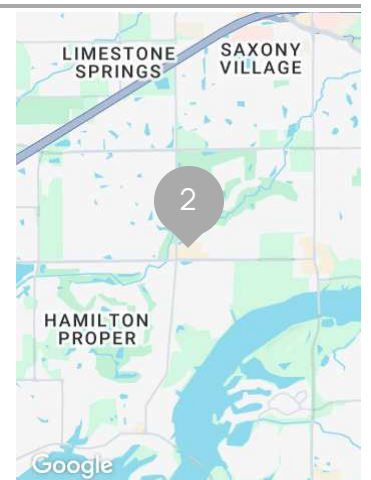 LIMESTONE
SPRINGS
SAXONY
VILLAGE
2
HAMILTON
PROPER
Google